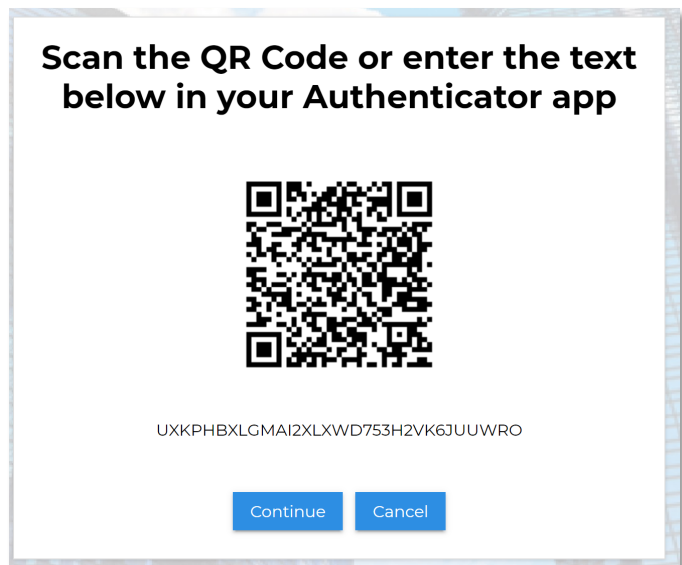 Scan the QR Code or enter the text
below in your Authenticator app
UXKPHBXLGMAI2XLXWD753H2VK6JUUWRO
Continue
Cancel